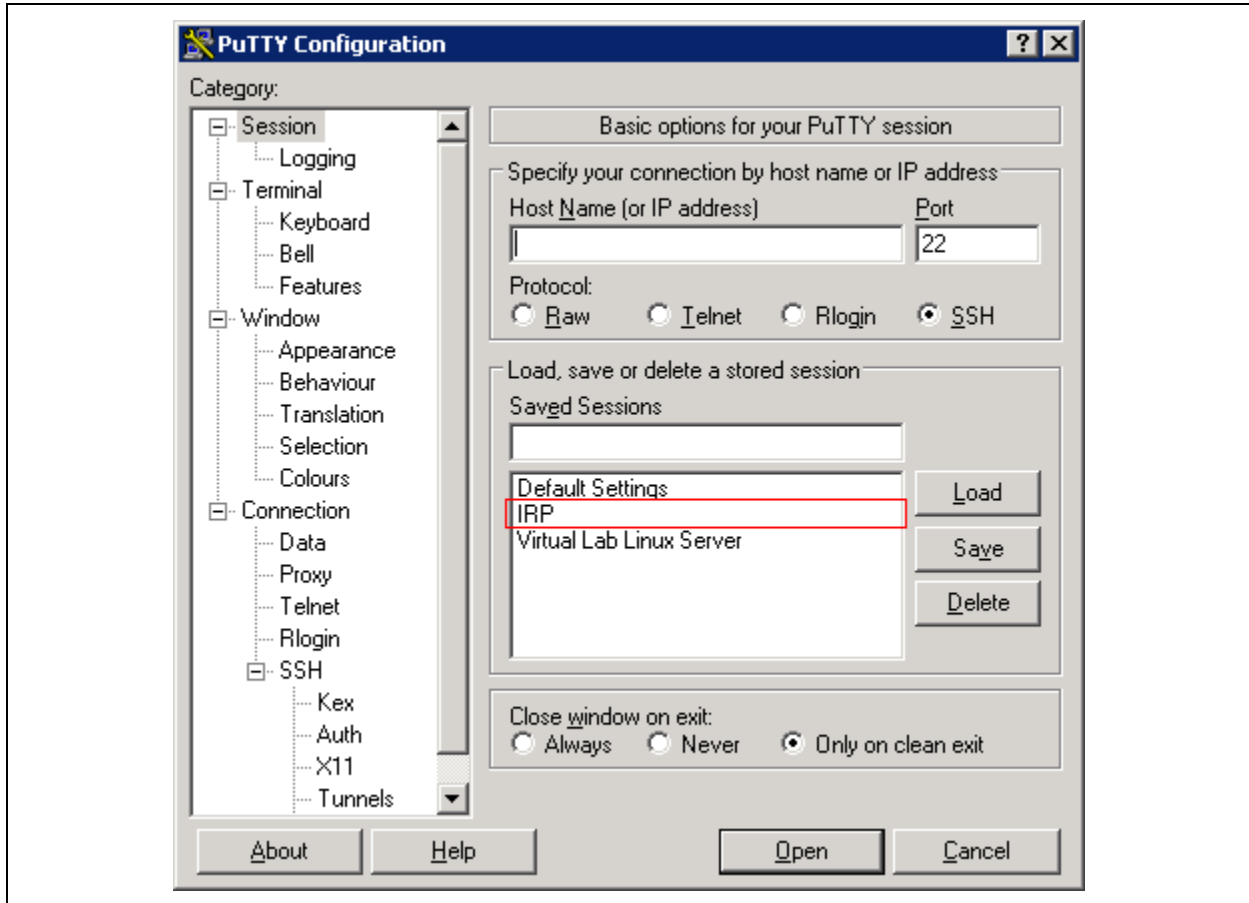 PuTTY Configuration
Category:
Session
Logging
Terminal
Keyboard
Bell
Features
Window
Appearance
Behaviour
Translation
Selection
Colours
Connection
Data
Proxy
Telnet
Rlogin
SSH
Kex
Auth
X11
Tunnels
Basic options for your PuTTY session
Specify your connection by host name or IP address
Host Name (or IP address) Port
22
Protocol:
Raw Telnet Rlogin SSH
Load, save or delete a stored session
Saved Sessions
Default Settings
IRP
Virtual Lab Linux Server
Load
Save
Delete
Close window on exit:
Always Never Only on clean exit
About Help Open Cancel